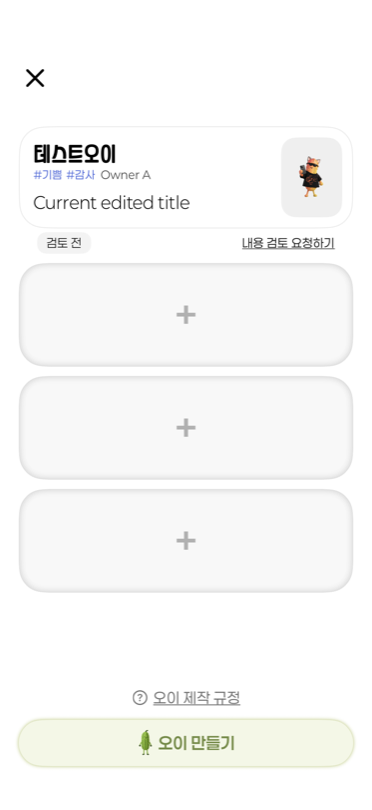 테스트오이
#기쁨 #감사 Owner A
Current edited title
검토 전
내용 검토 요청하기
+
+
+
? 오이 제작 규정
오이 만들기